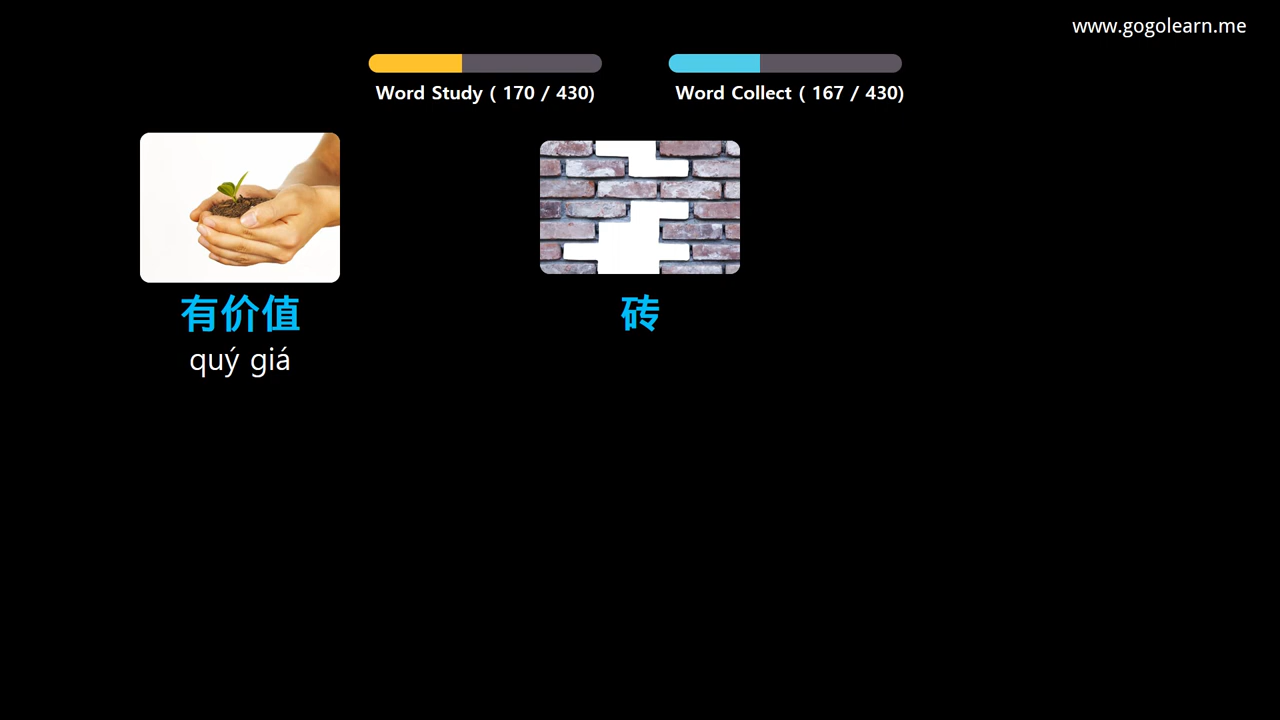 www.gogolearn.me
Word Study ( 170 / 430)
Word Collect ( 167 / 430)
有价值
quý giá
砖